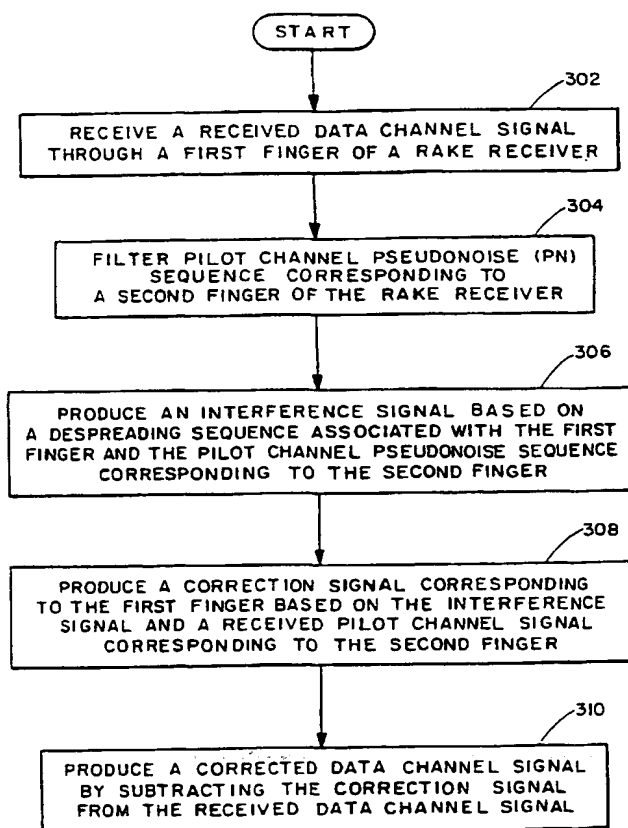 START
302
RECEIVE A RECEIVED DATA CHANNEL SIGNAL
THROUGH A FIRST FINGER OF A RAKE RECEIVER
304
FILTER PILOT CHANNEL PSEUDONOISE (PN)
SEQUENCE CORRESPONDING TO
A SECOND FINGER OF THE RAKE RECEIVER
306
PRODUCE AN INTERFERENCE SIGNAL BASED ON
A DESPREADING SEQUENCE ASSOCIATED WITH THE FIRST
FINGER AND THE PILOT CHANNEL PSEUDONOISE SEQUENCE
CORRESPONDING TO THE SECOND FINGER
308
PRODUCE A CORRECTION SIGNAL CORRESPONDING
TO THE FIRST FINGER BASED ON THE INTERFERENCE
SIGNAL AND A RECEIVED PILOT CHANNEL SIGNAL
CORRESPONDING TO THE SECOND FINGER
310
PRODUCE A CORRECTED DATA CHANNEL SIGNAL
BY SUBTRACTING THE CORRECTION SIGNAL
FROM THE RECEIVED DATA CHANNEL SIGNAL